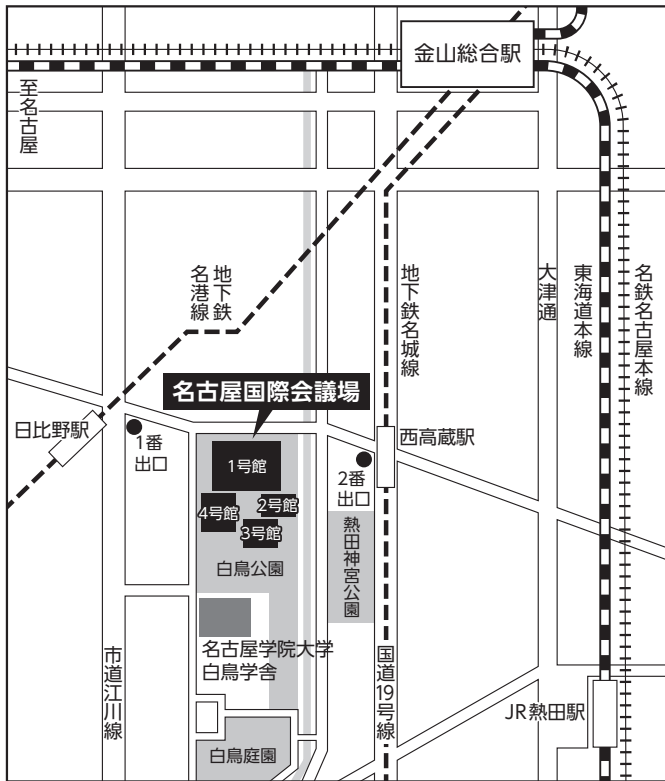 金山総合駅
至名古屋
地下鉄
名港線
地下鉄名城線
大津通
東海道本線
名鉄名古屋本線
名古屋国際会議場
日比野駅
1番
出口
1号館
西高蔵駅
2番
出口
4号館
2号館
3号館
白鳥公園
熱田神宮公園
名古屋学院大学
白鳥学舎
市道江川線
国道19号線
JR熱田駅
白鳥庭園